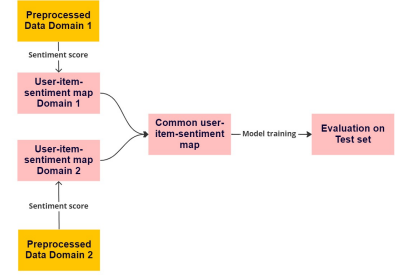 Preprocessed
Data Domain 1
Sentiment score
User-item-
sentiment map
Domain 1
User-item-
sentiment map
Domain 2
Sentiment score
Preprocessed
Data Domain 2
Common user-
item-sentiment
map
Model training
Evaluation on
Test set